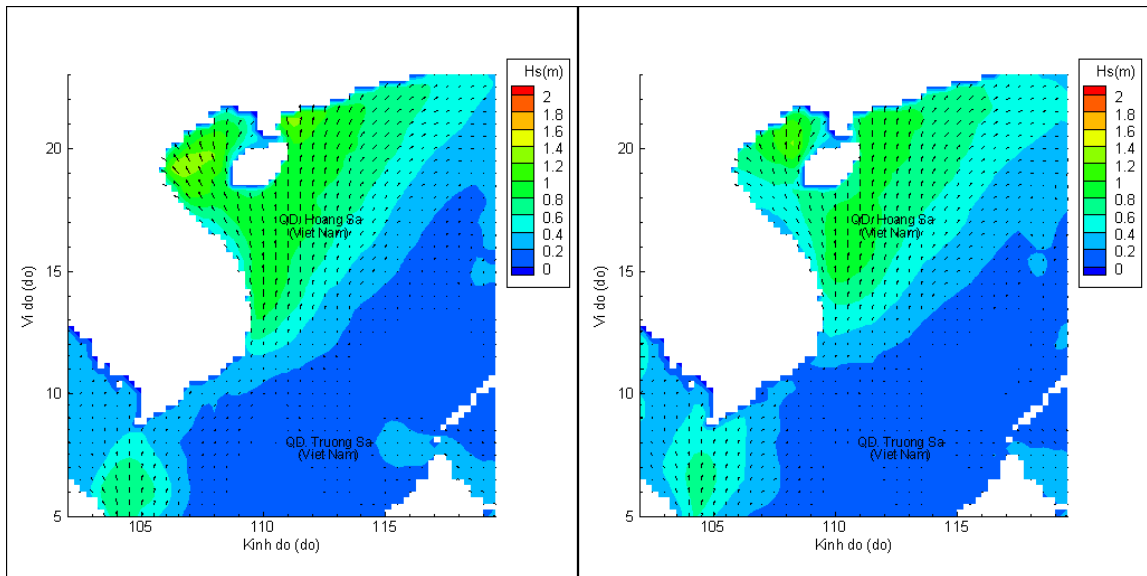 Hs(m)
2
1.8
1.6
1.4
1.2
1
0.8
0.6
0.4
0.2
0
20
15
10
5
Vi do (do)
QD. Hoang Sa
(Viet Nam)
QD. Truong Sa
(Viet Nam)
105
110
115
Kinh do (do)
Hs(m)
2
1.8
1.6
1.4
1.2
1
0.8
0.6
0.4
0.2
0
20
15
10
5
Vi do (do)
QD. Hoang Sa
(Viet Nam)
QD. Truong Sa
(Viet Nam)
105
110
115
Kinh do (do)